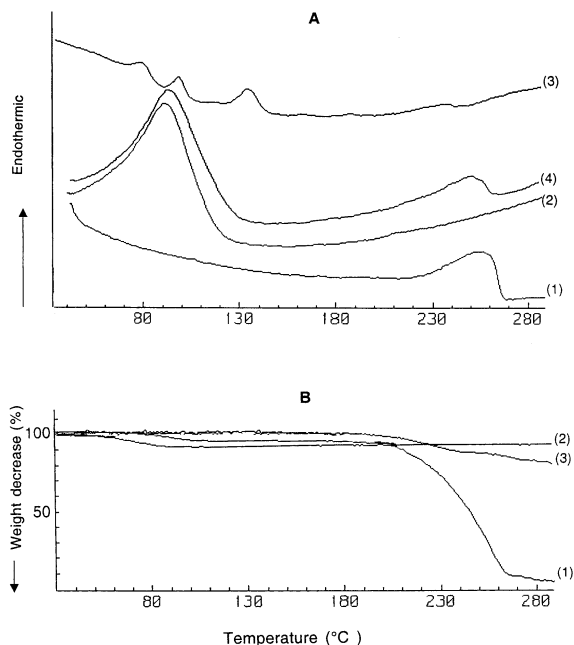 A
Endothermic
(3)
(4)
(2)
(1)
80 130 180 230 280
B
Weight decrease (%)
100
50
(2)
(3)
(1)
80 130 180 230 280
Temperature (°C )